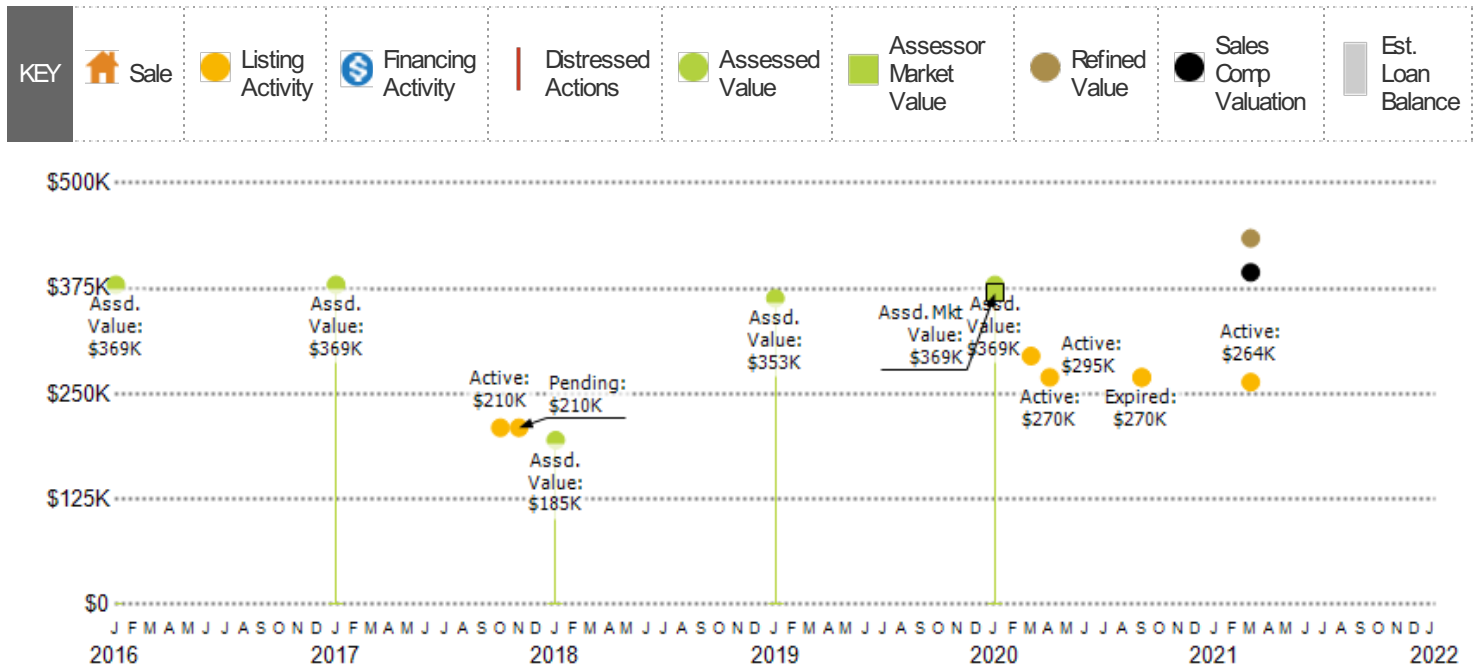 KEY
Sale
Listing
Activity
Financing
Activity
Distressed
Actions
Assessed
Value
Assessor
Market
Value
Refined
Value
Sales
Comp
Valuation
Est.
Loan
Balance
$500K
$375K
$250K
$125K
$0
Assd.
Value:
$369K
Assd.
Value:
$369K
Active:
$210K
Pending:
$210K
Assd.
Value:
$185K
Assd.
Value:
$353K
Assd. Mkt
Value:
$369K
Assd.
Value:
$369K
Active:
$295K
Active:
$270K
Expired:
$270K
Active:
$264K
J F M A M J J A S O N D J F M A M J J A S O N D J F M A M J J A S O N D J F M A M J J A S O N D J F M A M J J A S O N D J F M A M J J A S O N D J
2016 2017 2018 2019 2020 2021 2022